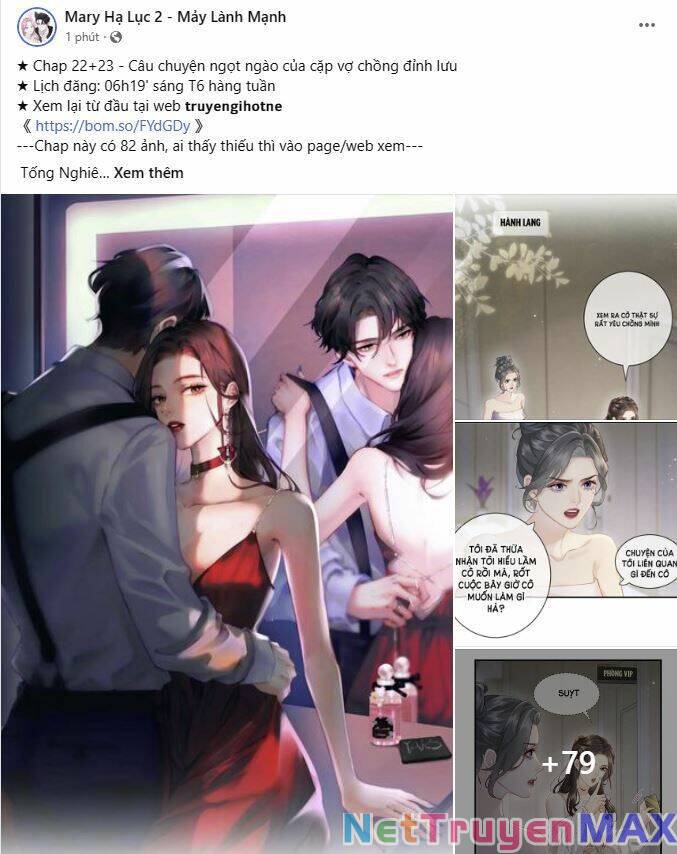 Mary Hạ Lục 2 - Mảy Lành Mạnh
1 phút ·
★ Chap 22+23 - Câu chuyện ngọt ngào của cặp vợ chồng đỉnh lưu
★ Lịch đăng: 06h19' sáng T6 hàng tuần
★ Xem lại từ đầu tại web truyengihotne
《 https://bom.so/FYdGDy 》
---Chap này có 82 ảnh, ai thấy thiếu thì vào page/web xem---
Tống Nghiê... Xem thêm
HÀNH LANG
XEM RA CÔ THẬT SỰ
RẤT YÊU CHỒNG MÌNH
TÔI ĐÃ THỪA
NHẬN TÔI HIỂU LẦM
CÔ RỒI MÀ, RỐT
CUỘC BÂY GIỜ CÔ
MUỐN LÀM GÌ
HẢ?
CHUYỆN CỦA
TÔI LIÊN QUAN
GÌ ĐẾN CÔ
PHÒNG VIP
SUỴT
+79
NETTRUYENMAX